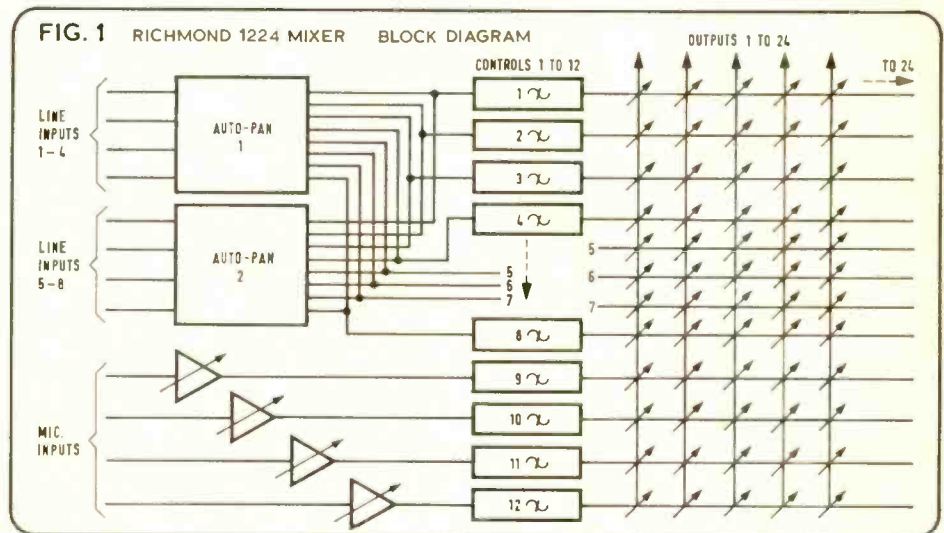 FIG. 1 RICHMOND 1224 MIXER BLOCK DIAGRAM
OUTPUTS 1 TO 24
CONTROLS 1 TO 12
TO 24
LINE
INPUTS
1-4
AUTO-PAN
1
1
2
3
4
LINE
INPUTS
5-8
AUTO-PAN
2
5
6
7
5
6
7
8
MIC.
INPUTS
9
10
11
12